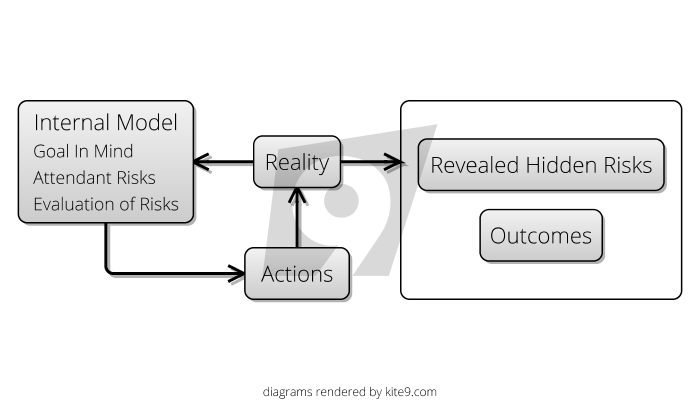 Internal Model
Goal In Mind
Attendant Risks
Evaluation of Risks
Reality
Actions
Revealed Hidden Risks
Outcomes
diagrams rendered by kite9.com